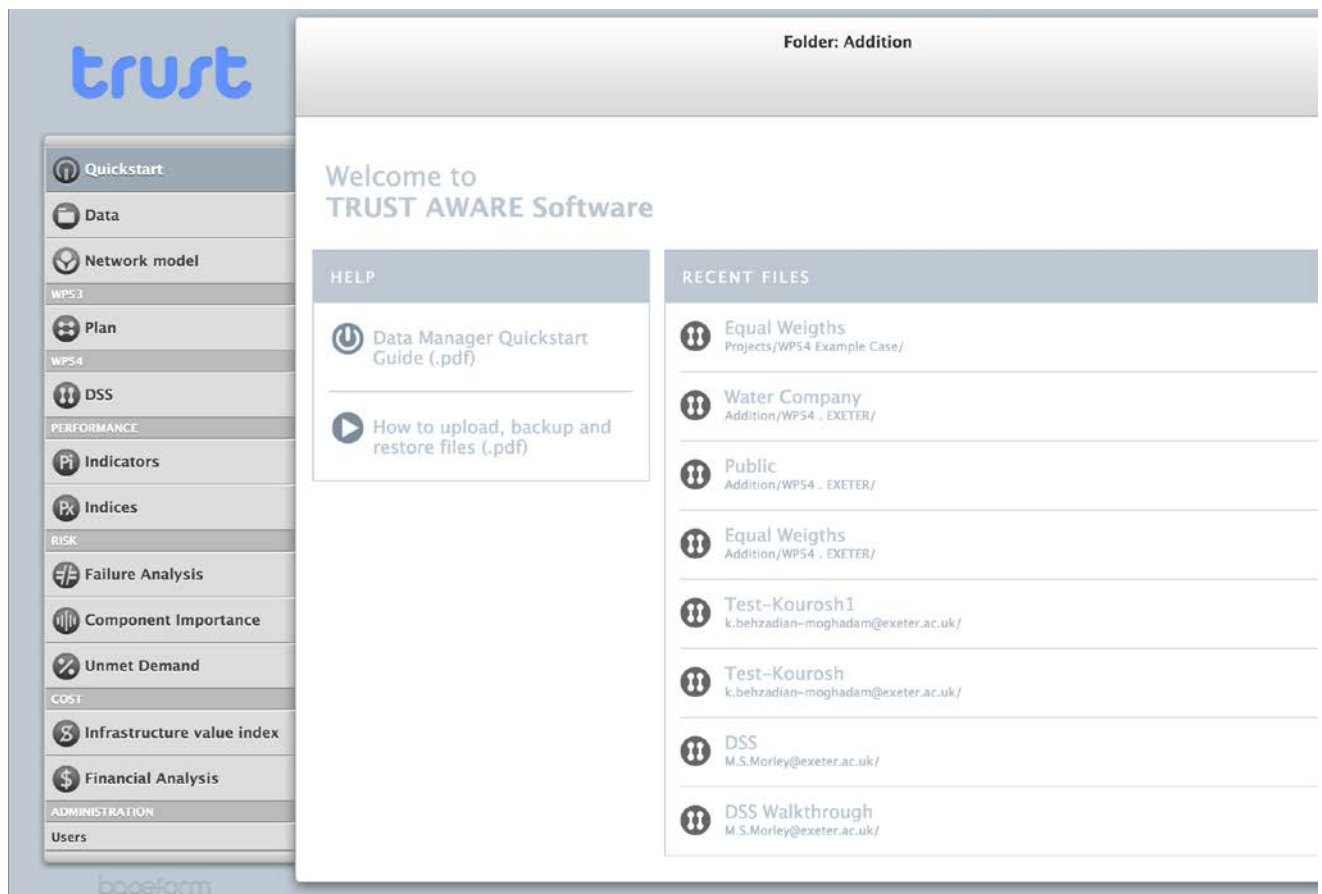 trust
Folder: Addition
Quickstart
Data
Network model
WP53
Plan
WP54
DSS
PERFORMANCE
Pi Indicators
Px Indices
RISK
Failure Analysis
Component Importance
Unmet Demand
COST
Infrastructure value index
$ Financial Analysis
ADMINISTRATION
Users
baseform
Welcome to
TRUST AWARE Software
HELP
Data Manager Quickstart
Guide (.pdf)
How to upload, backup and
restore files (.pdf)
RECENT FILES
Equal Weigths
Projects/WP54 Example Case/
Water Company
Addition/WP54 . EXETER/
Public
Addition/WP54 . EXETER/
Equal Weigths
Addition/WP54 . EXETER/
Test-Kourosh1
k.behzadian-moghadam@exeter.ac.uk/
Test-Kourosh
k.behzadian-moghadam@exeter.ac.uk/
DSS
M.S.Morley@exeter.ac.uk/
DSS Walkthrough
M.S.Morley@exeter.ac.uk/